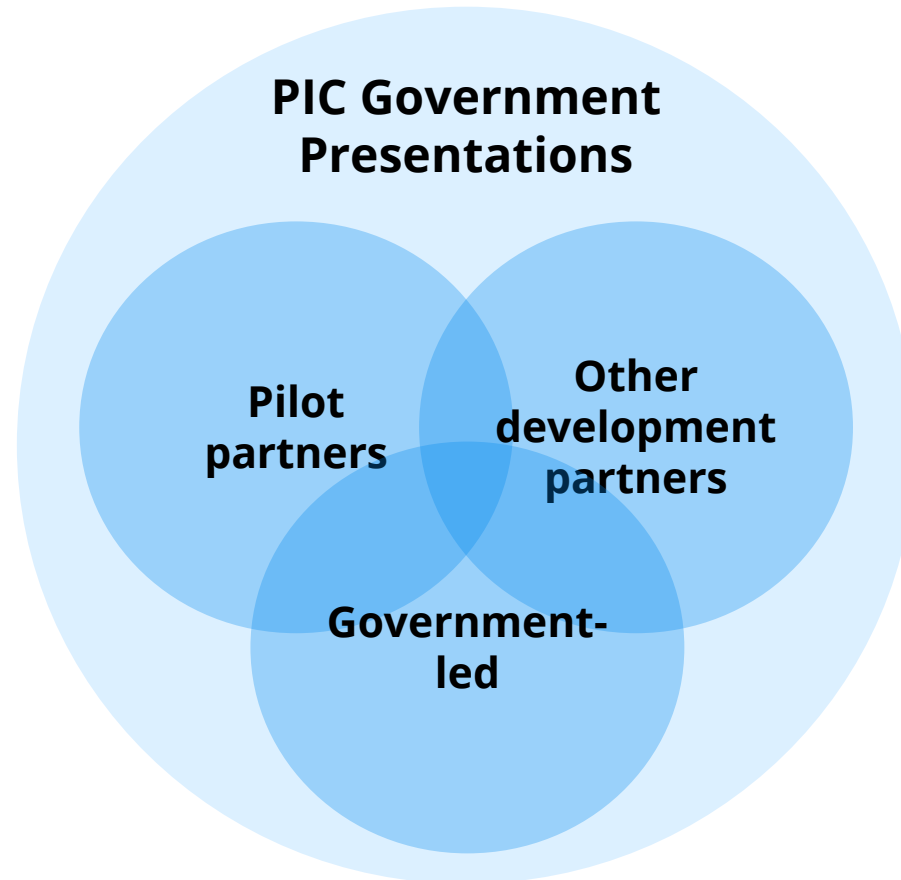 PIC Government
Presentations
Pilot
partners
Other
development
partners
Government-
led